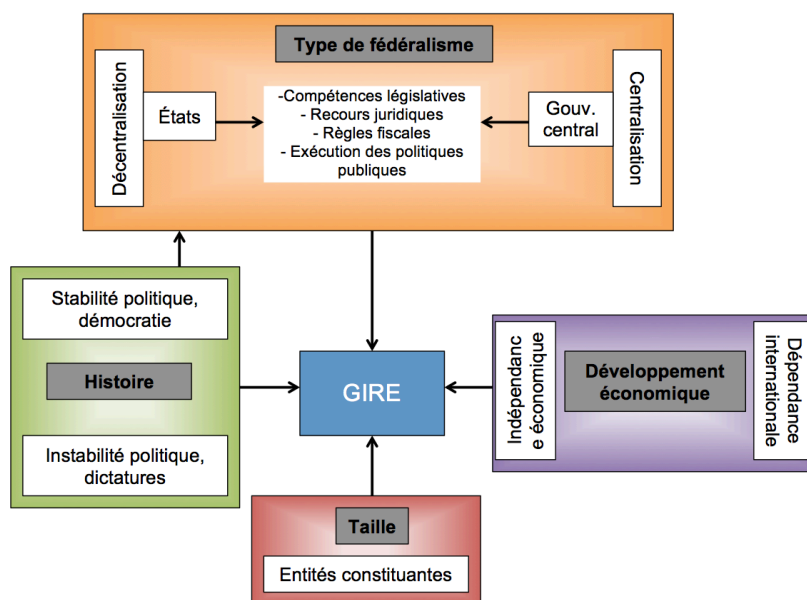 Type de fédéralisme
Décentralisation
États
-Compétences législatives
- Recours juridiques
- Règles fiscales
- Exécution des politiques
publiques
Gouv.
central
Centralisation
Stabilité politique,
démocratie
Histoire
Instabilité politique,
dictatures
GIRE
Indépendanc
e économique
Développement
économique
Dépendance
internationale
Taille
Entités constituantes